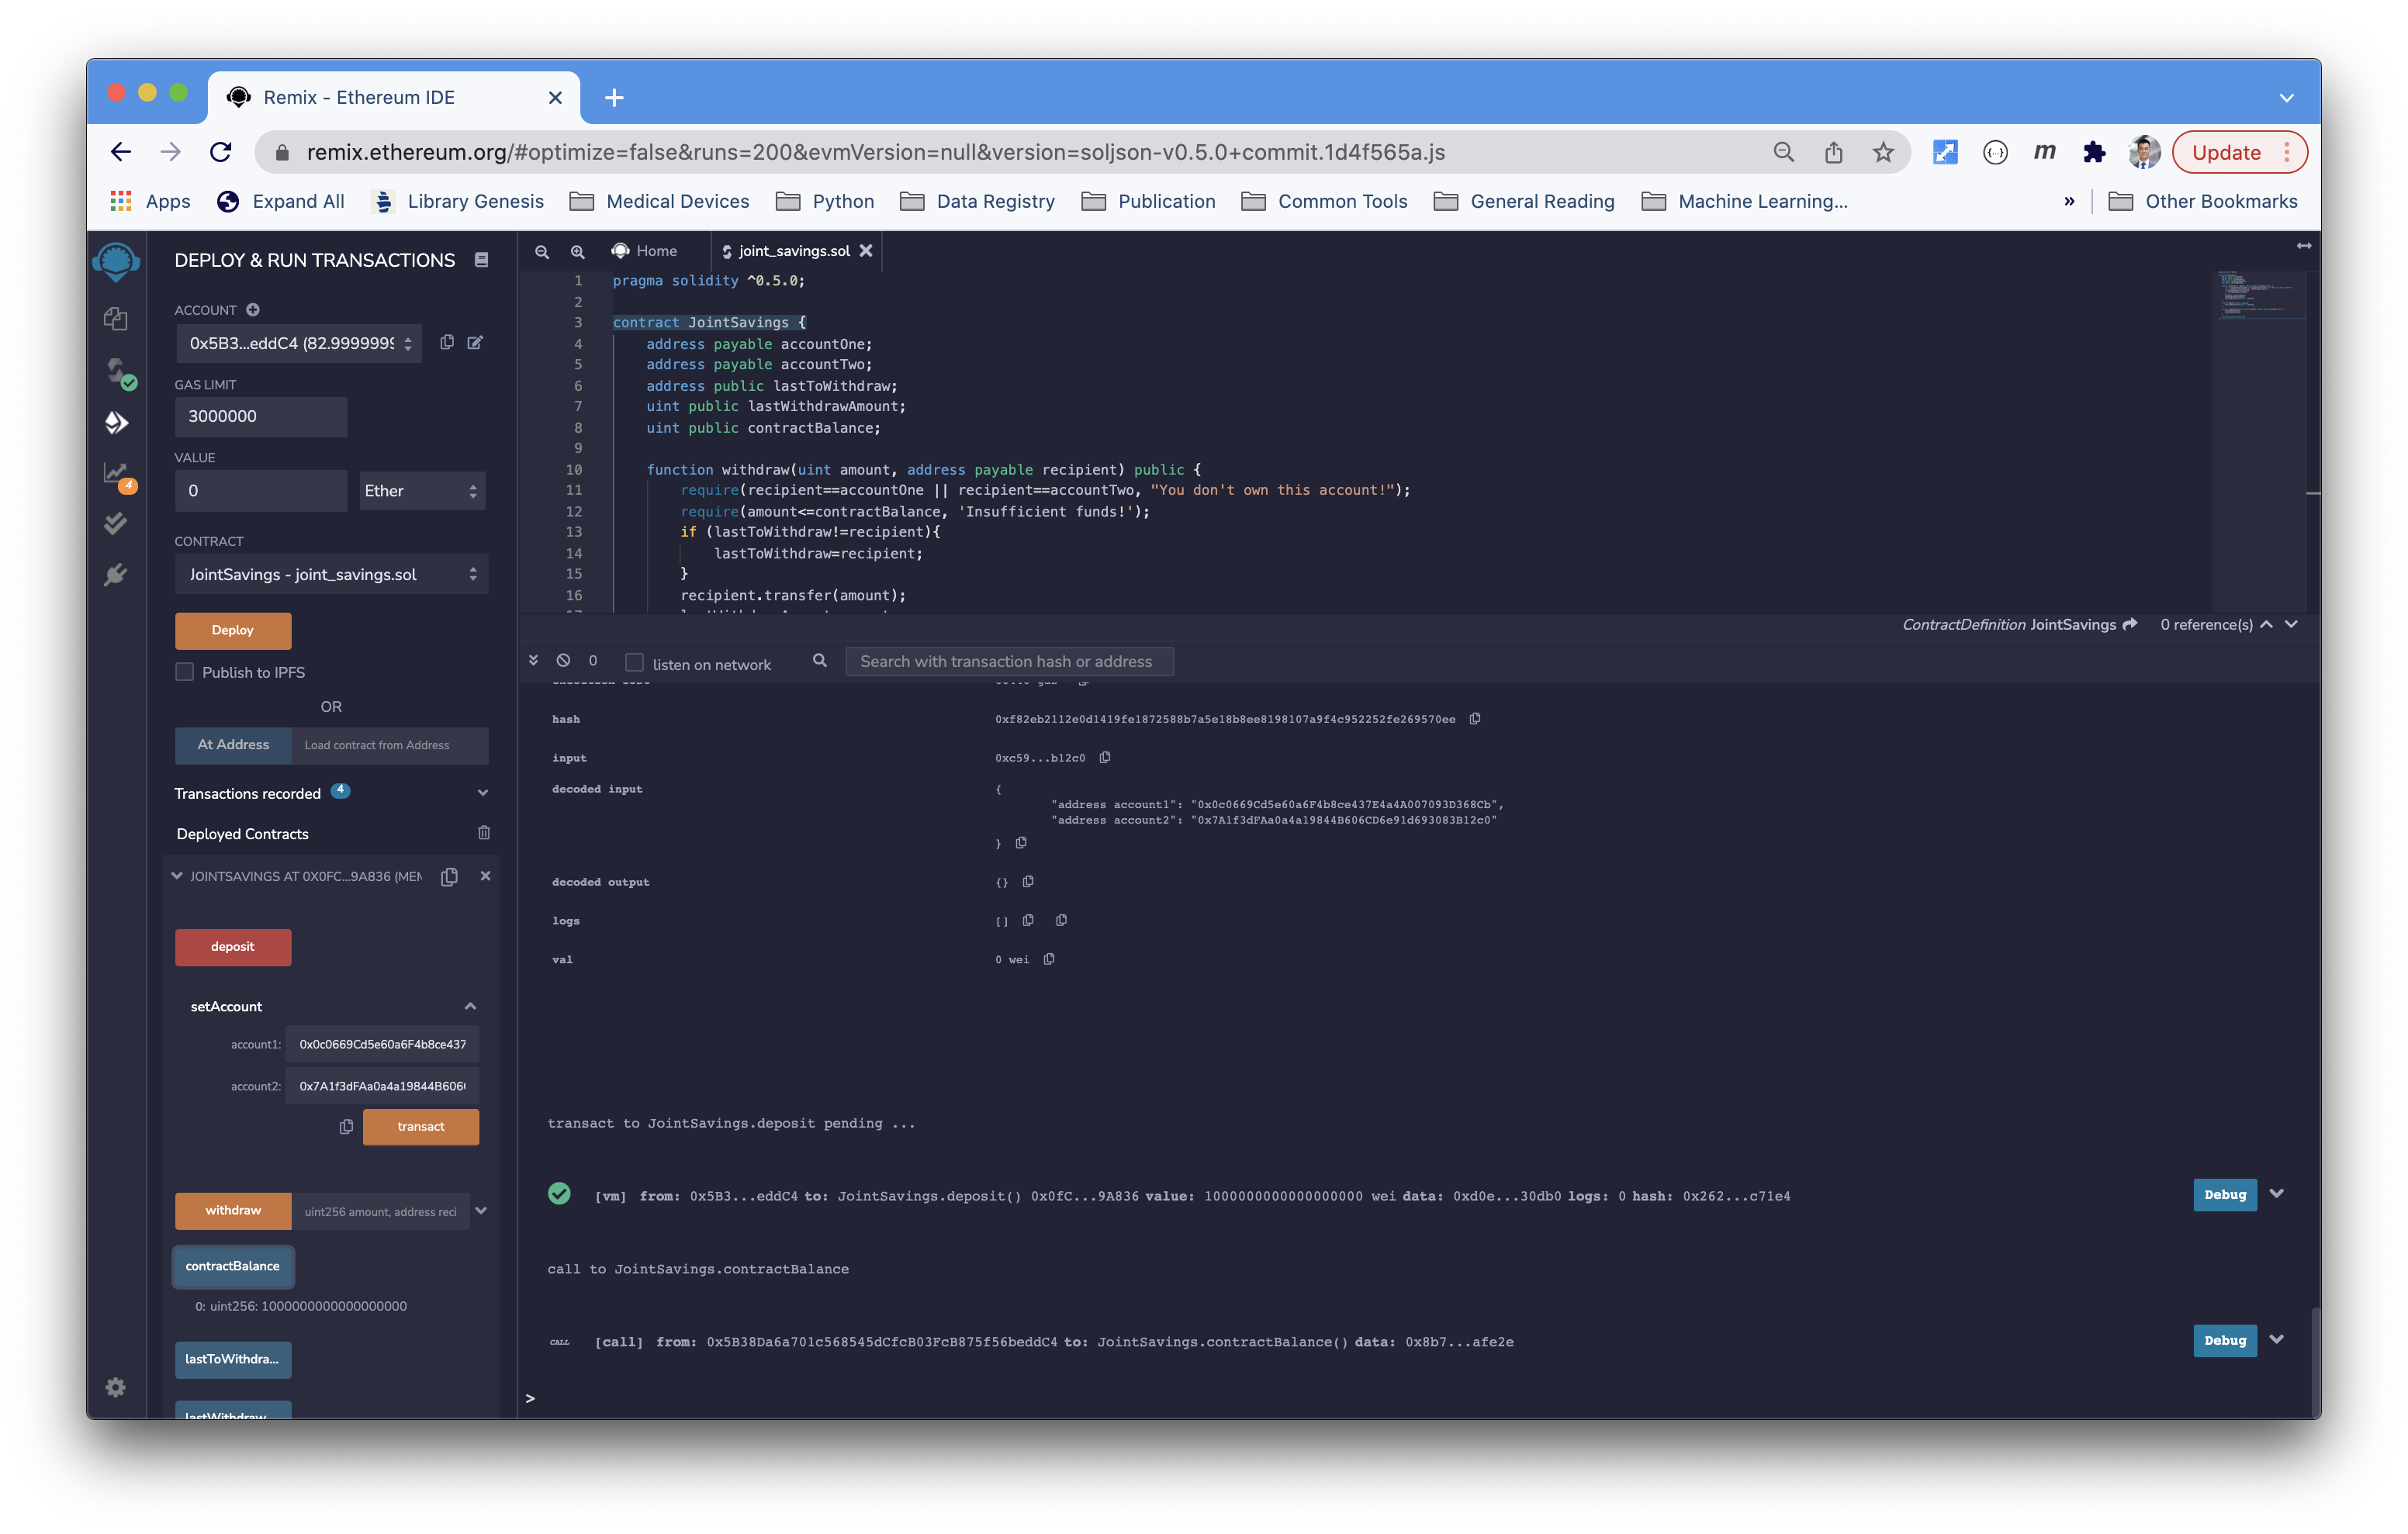 Remix - Ethereum IDE
remix.ethereum.org/#optimize=false&runs=200&evmVersion=null&version=soljson-v0.5.0+commit.1d4f565a.js
Update
Apps
Expand All
Library Genesis
Medical Devices
Python
Data Registry
Publication
Common Tools
General Reading
Machine Learning...
»
Other Bookmarks
DEPLOY & RUN TRANSACTIONS
ACCOUNT
0x5B3...eddC4 (82.9999999
GAS LIMIT
3000000
VALUE
0
Ether
CONTRACT
JointSavings - joint_savings.sol
Deploy
Publish to IPFS
OR
At Address
Load contract from Address
Transactions recorded 4
Deployed Contracts
JOINTSAVINGS AT 0X0FC...9A836 (MEM
deposit
setAccount
account1: 0x0c0669Cd5e60a6F4b8ce437
account2: 0x7A1f3dFAa0a4a19844B606
transact
withdraw
uint256 amount, address reci
contractBalance
0: uint256: 1000000000000000000
lastToWithdra...
lastWithdraw
4
Home
joint_savings.sol
1 pragma solidity ^0.5.0;
2
3 contract JointSavings {
4 address payable accountOne;
5 address payable accountTwo;
6 address public lastToWithdraw;
7 uint public lastWithdrawAmount;
8 uint public contractBalance;
9
10 function withdraw(uint amount, address payable recipient) public {
11 require(recipient==accountOne || recipient==accountTwo, "You don't own this account!");
12 require(amount<=contractBalance, 'Insufficient funds!');
13 if (lastToWithdraw!=recipient){
14 lastToWithdraw=recipient;
15 }
16 recipient.transfer(amount);
ContractDefinition JointSavings
0 reference(s)
0
listen on network
Search with transaction hash or address
hash 0xf82eb2112e0d1419fe1872588b7a5e18b8ee8198107a9f4c952252fe269570ee
input 0xc59...b12c0
decoded input {
"address account1": "0x0c0669Cd5e60a6F4b8ce437E4a4A007093D368Cb",
"address account2": "0x7A1f3dFAa0a4a19844B606CD6e91d693083B12c0"
}
decoded output {}
logs []
val 0 wei
transact to JointSavings.deposit pending ...
[vm] from: 0x5B3...eddC4 to: JointSavings.deposit() 0x0fC...9A836 value: 1000000000000000000 wei data: 0xd0e...30db0 logs: 0 hash: 0x262...c71e4
Debug
call to JointSavings.contractBalance
CALL [call] from: 0x5B38Da6a701c568545dCfcB03FcB875f56beddC4 to: JointSavings.contractBalance() data: 0x8b7...afe2e
Debug
>